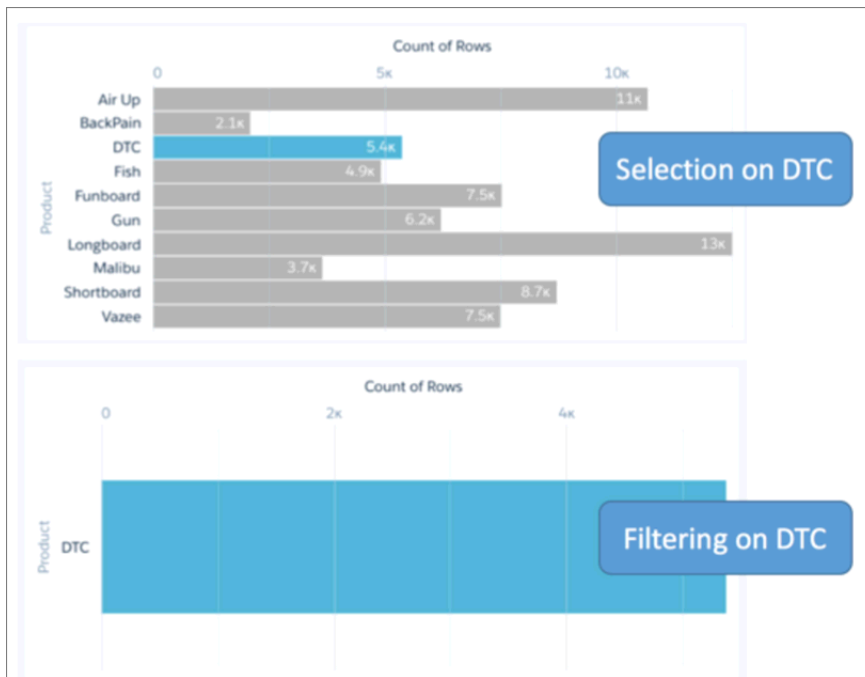 Count of Rows
0 5K 10K
Air Up 11K
BackPain 2.1K
DTC 5.4K
Fish 4.9K
Funboard 7.5K
Gun 6.2K
Longboard 13K
Malibu 3.7K
Shortboard 8.7K
Vazee 7.5K
Product
Selection on DTC
Count of Rows
0 2K 4K
Product
DTC
Filtering on DTC